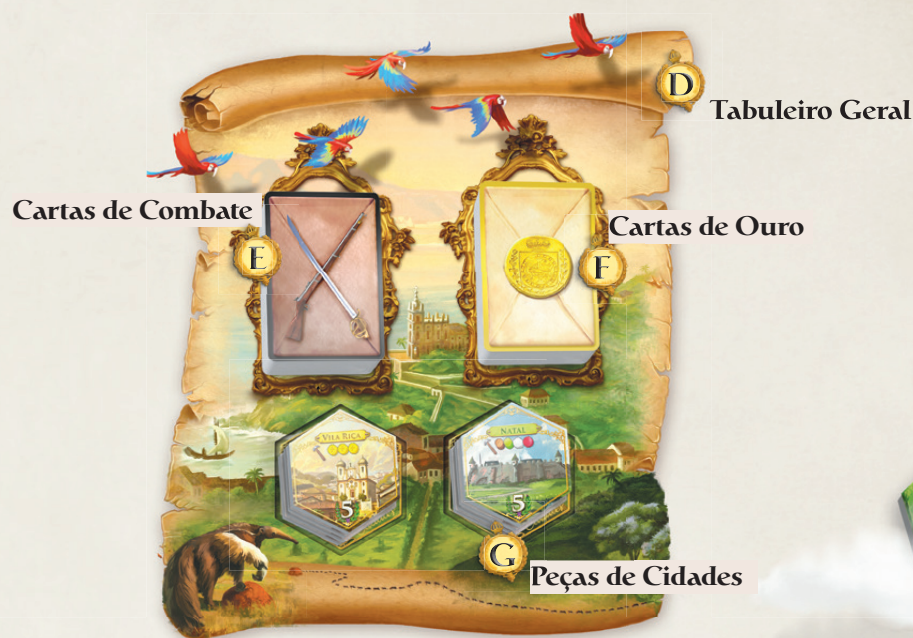 D
Tabuleiro Geral
Cartas de Combate
E
Cartas de Ouro
F
VILA RICA
5
NATAL
5
G
Peças de Cidades